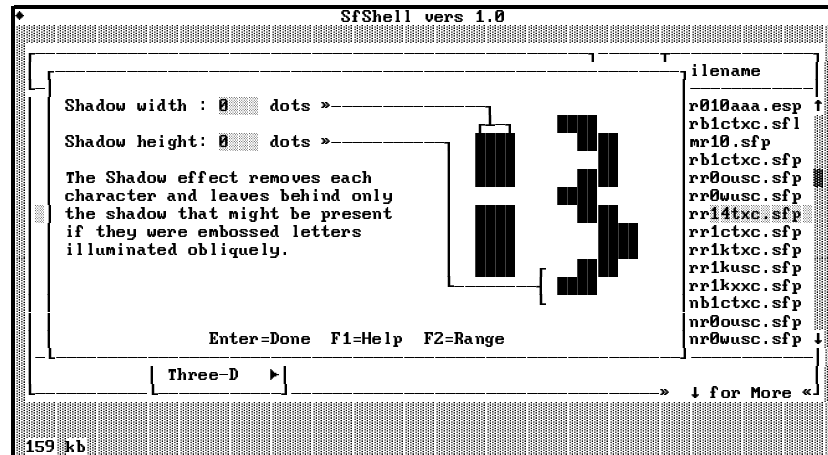 SfShell vers 1.0
ilename
Shadow width : 0 dots »
r010aaa.esp ↑
rb1ctxc.sfl
Shadow height: 0 dots »
mr10.sfp
rb1ctxc.sfp
The Shadow effect removes each
rr0ousc.sfp
character and leaves behind only
rr0wusc.sfp
the shadow that might be present
rr14txc.sfp
if they were embossed letters
rr1ctxc.sfp
illuminated obliquely.
rr1ktxc.sfp
rr1kusc.sfp
rr1kxxc.sfp
nb1ctxc.sfp
nr0ousc.sfp
Enter=Done F1=Help F2=Range
nr0wusc.sfp ↓
Three-D ►
» ↓ for More «
159 kb